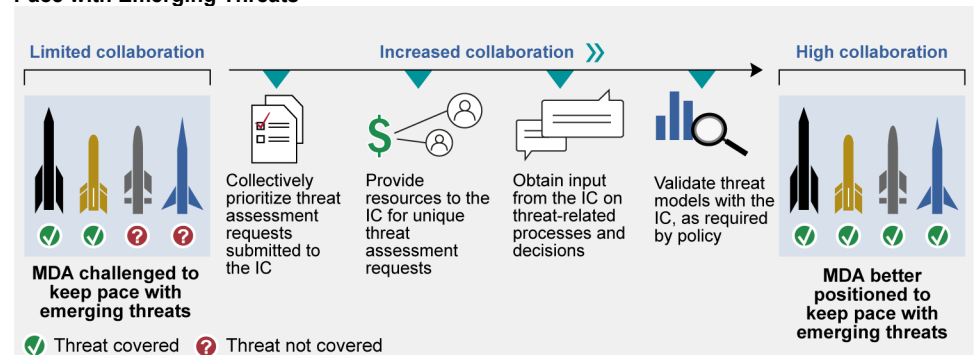 Pace with Emerging Threats
Limited collaboration
Increased collaboration
High collaboration
Collectively
prioritize threat
assessment
requests
submitted to
the IC
Provide
resources to the
IC for unique
threat
assessment
requests
Obtain input
from the IC on
threat-related
processes and
decisions
Validate threat
models with the
IC, as required
by policy
$
?
?
MDA challenged to
keep pace with
emerging threats
MDA better
positioned to
keep pace with
emerging threats
Threat covered
? Threat not covered